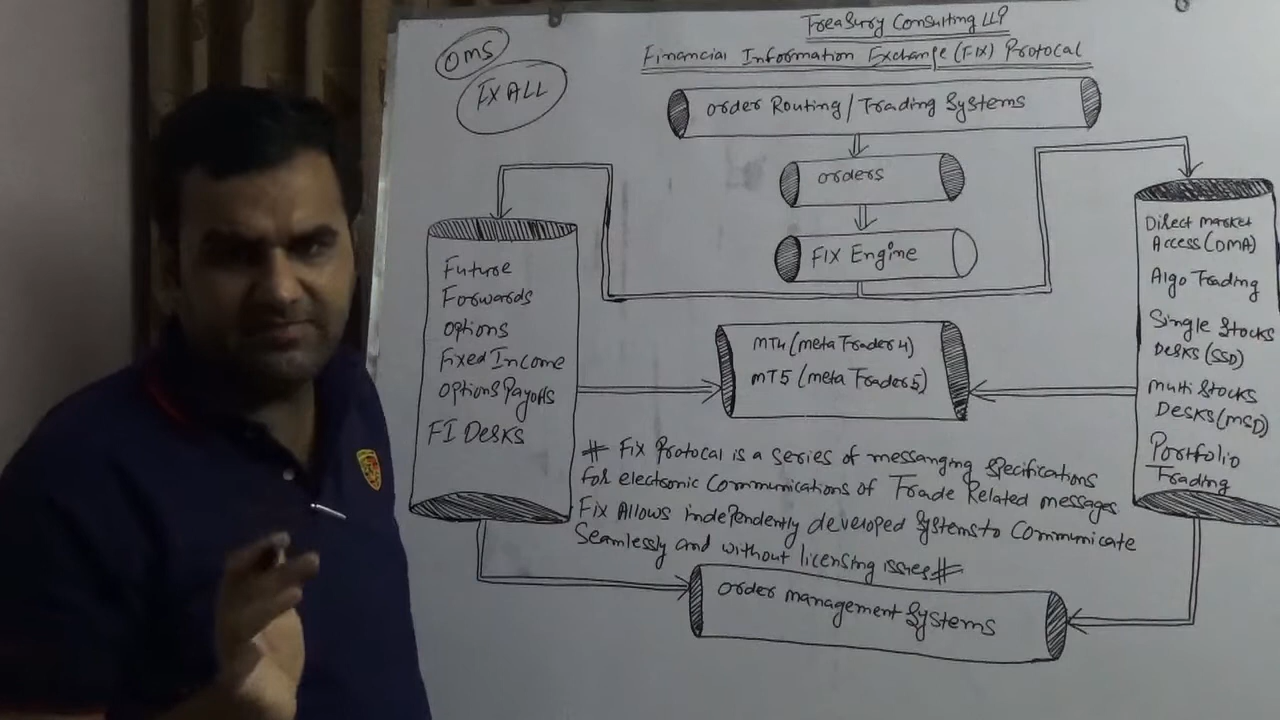 Treasury Consulting LLP
Financial Information Exchange (FIX) Protocal
OMS
FX ALL
Order Routing / Trading Systems
Orders
FIX Engine
Future
Forwards
Options
Fixed Income
Options Payoffs
FI Desks
MT4 (Meta Trader 4)
MT5 (Meta Trader 5)
Direct Market
Access (DMA)
Algo Trading
Single Stocks
Desks (SSD)
Multi Stocks
Desks (MSD)
Portfolio
Trading
# FIX Protocal is a series of messanging specifications
for electronic communications of Trade Related messages
FIX Allows independently developed systems to communicate
seamlessly and without licensing issues #
Order Management Systems